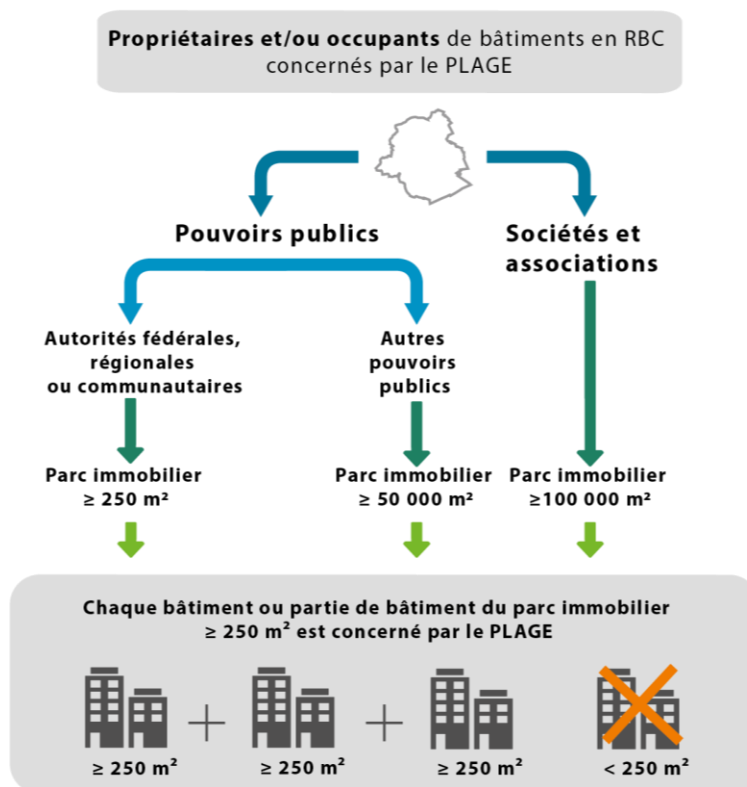 Propriétaires et/ou occupants de bâtiments en RBC
concernés par le PLAGE
Pouvoirs publics
Sociétés et
associations
Autorités fédérales,
régionales
ou communautaires
Autres
pouvoirs
publics
Parc immobilier
≥ 250 m²
Parc immobilier
≥ 50 000 m²
Parc immobilier
≥100 000 m²
Chaque bâtiment ou partie de bâtiment du parc immobilier
≥ 250 m² est concerné par le PLAGE
≥ 250 m²
≥ 250 m²
≥ 250 m²
< 250 m²